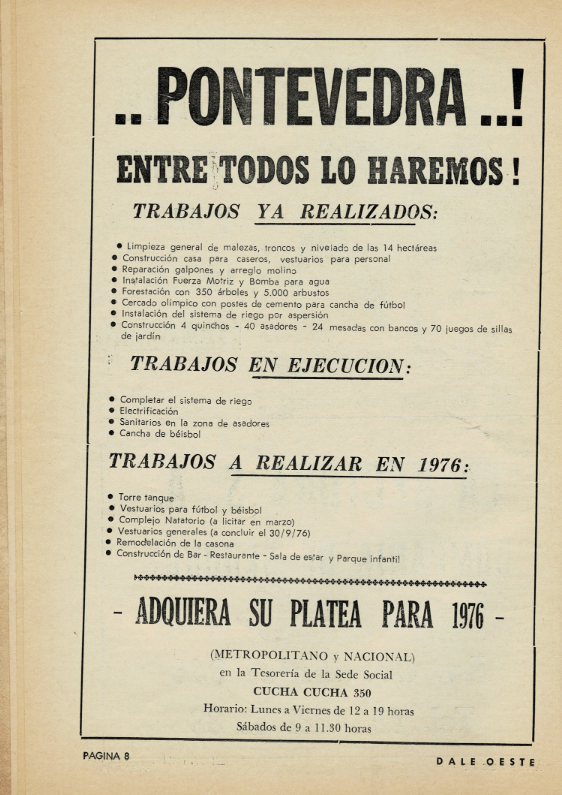 .. PONTEVEDRA ..!
ENTRE TODOS LO HAREMOS !
TRABAJOS YA REALIZADOS:
● Limpieza general de malezas, troncos y nivelado de las 14 hectáreas
● Construcción casa para caseros, vestuarios para personal
● Reparación galpones y arreglo molino
● Instalación Fuerza Motriz y Bomba para agua
● Forestación con 350 árboles y 5.000 arbustos
● Cercado olímpico con postes de cemento para cancha de fútbol
● Instalación del sistema de riego por aspersión
● Construcción 4 quinchos - 40 asadores - 24 mesadas con bancos y 70 juegos de sillas
de jardín
TRABAJOS EN EJECUCION:
● Completar el sistema de riego
● Electrificación
● Sanitarios en la zona de asadores
● Cancha de béisbol
TRABAJOS A REALIZAR EN 1976:
● Torre tanque
● Vestuarios para fútbol y béisbol
● Complejo Natatorio (a licitar en marzo)
● Vestuarios generales (a concluir el 30/9/76)
● Remodelación de la casona
● Construcción de Bar - Restaurante - Sala de estar y Parque infantil
- ADQUIERA SU PLATEA PARA 1976 -
(METROPOLITANO y NACIONAL)
en la Tesorería de la Sede Social
CUCHA CUCHA 350
Horario: Lunes a Viernes de 12 a 19 horas
Sábados de 9 a 11.30 horas
PAGINA 8
DALE OESTE